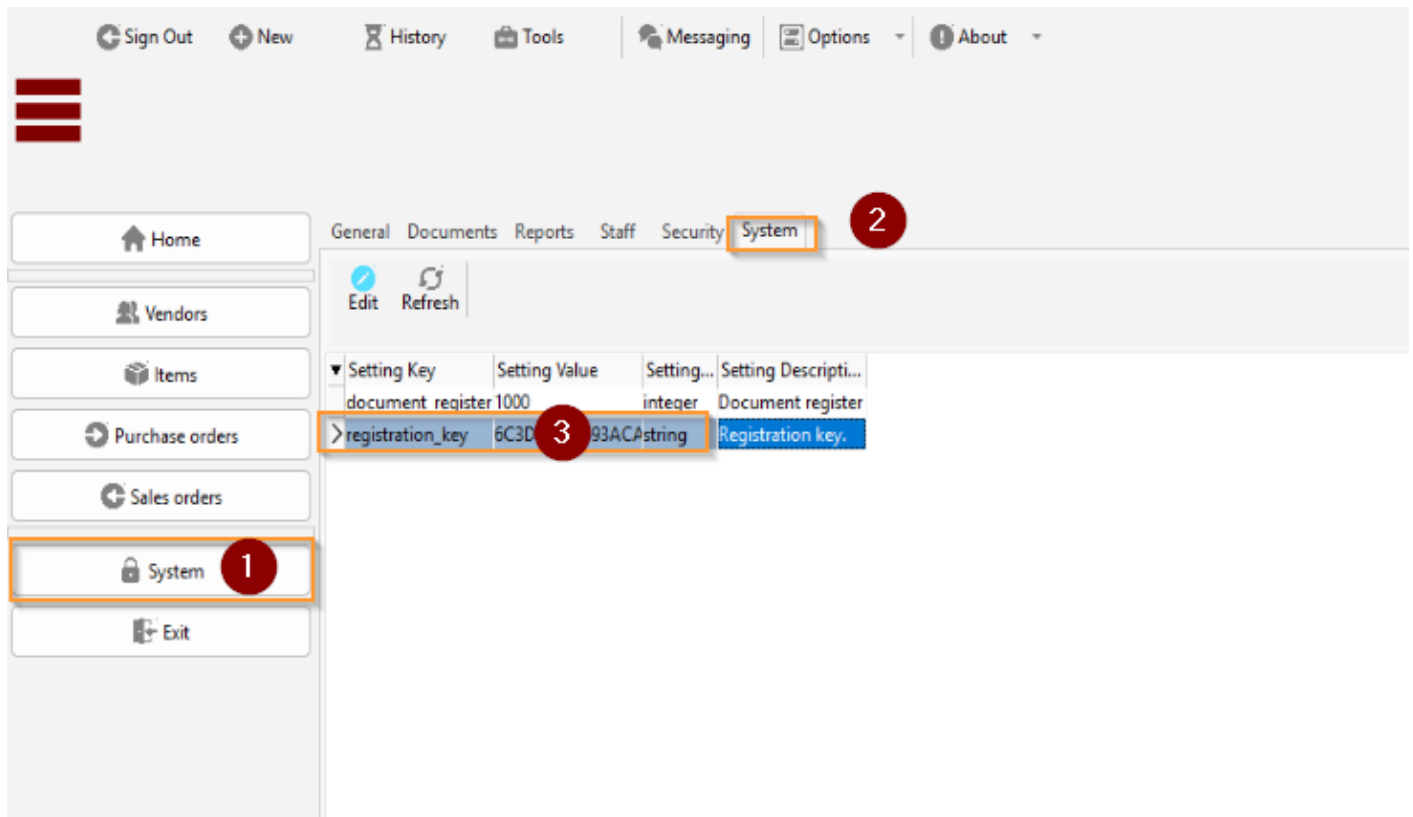 Sign Out New History Tools Messaging Options About
Home
Vendors
Items
Purchase orders
Sales orders
System 1
Exit
General Documents Reports Staff Security System 2
Edit Refresh
Setting Key Setting Value Setting... Setting Descripti...
document_register 1000 integer Document register
registration_key 6C3D 3 93ACA string Registration key.